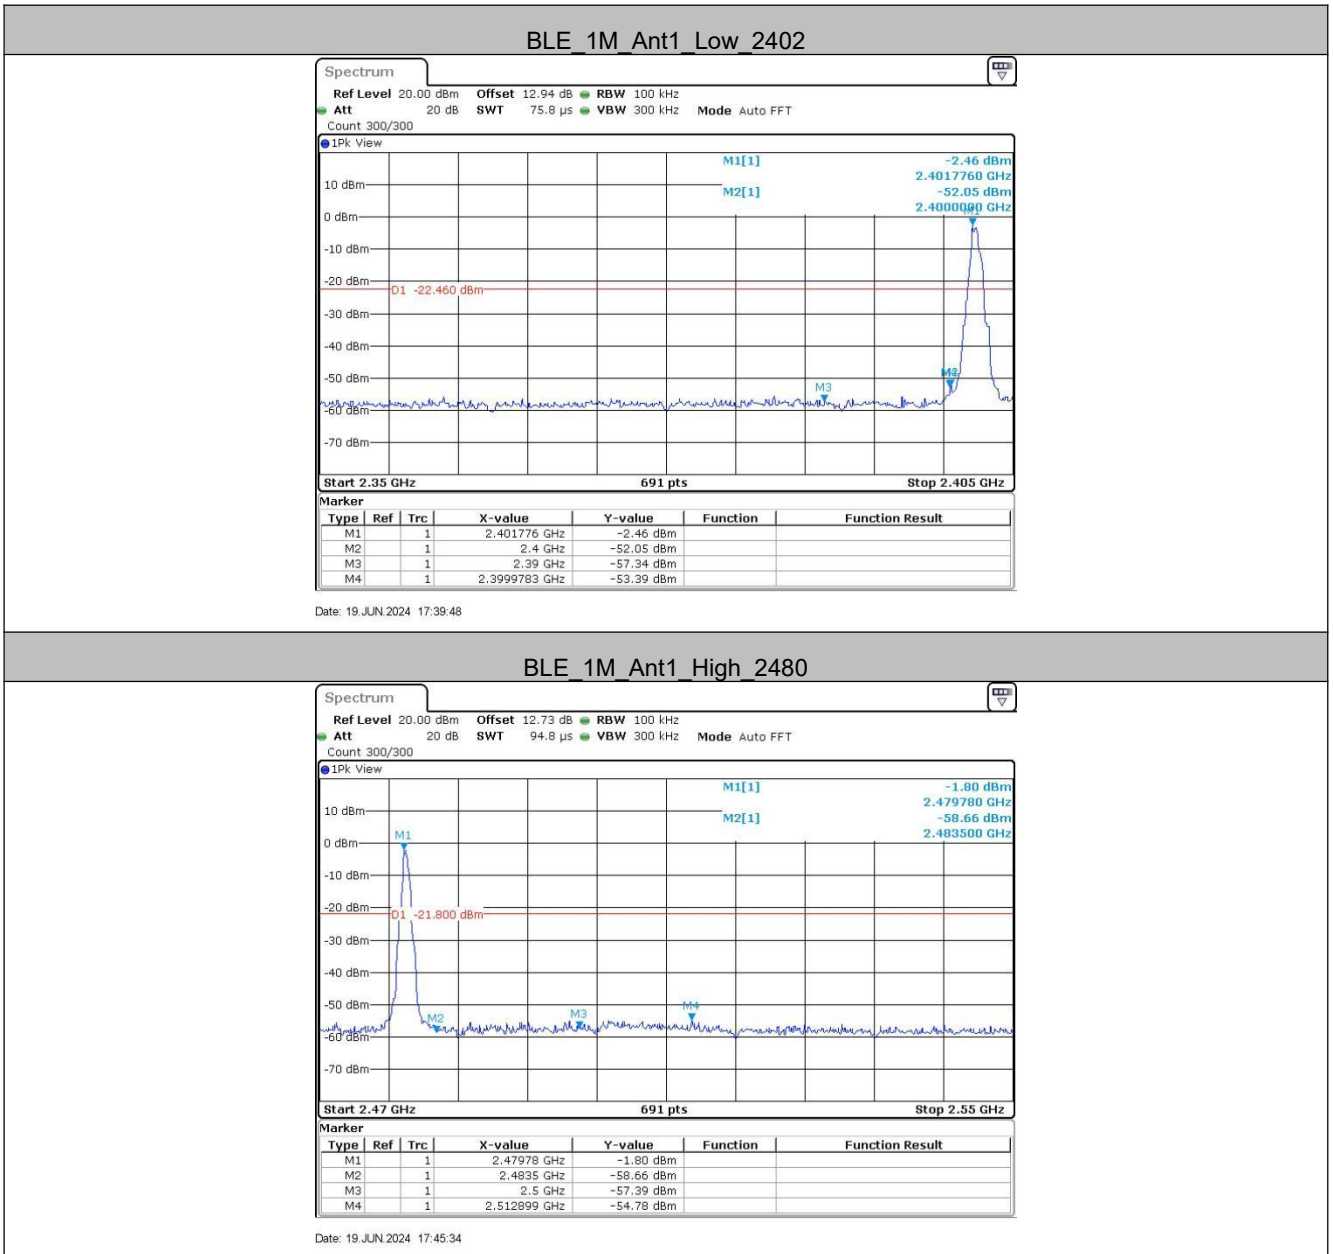 BLE_1M_Ant1_Low_2402
Spectrum
Ref Level 20.00 dBm Offset 12.94 dB RBW 100 kHz
Att 20 dB SWT 75.8 µs VBW 300 kHz Mode Auto FFT
Count 300/300
1Pk View
M1[1] -2.46 dBm
2.4017760 GHz
M2[1] -52.05 dBm
2.4000000 GHz
M1
10 dBm
0 dBm
-10 dBm
-20 dBm
D1 -22.460 dBm
-30 dBm
-40 dBm
-50 dBm
M3
-60 dBm
-70 dBm
Start 2.35 GHz 691 pts Stop 2.405 GHz
Marker
Type Ref Trc X-value Y-value Function Function Result
M1 1 2.401776 GHz -2.46 dBm
M2 1 2.4 GHz -52.05 dBm
M3 1 2.39 GHz -57.34 dBm
M4 1 2.3999783 GHz -53.39 dBm
Date: 19.JUN.2024 17:39:48
BLE_1M_Ant1_High_2480
Spectrum
Ref Level 20.00 dBm Offset 12.73 dB RBW 100 kHz
Att 20 dB SWT 94.8 µs VBW 300 kHz Mode Auto FFT
Count 300/300
1Pk View
M1[1] -1.80 dBm
2.479780 GHz
M2[1] -58.66 dBm
2.483500 GHz
10 dBm
M1
0 dBm
-10 dBm
-20 dBm
D1 -21.800 dBm
-30 dBm
-40 dBm
-50 dBm
M2 M3 M4
-60 dBm
-70 dBm
Start 2.47 GHz 691 pts Stop 2.55 GHz
Marker
Type Ref Trc X-value Y-value Function Function Result
M1 1 2.47978 GHz -1.80 dBm
M2 1 2.4835 GHz -58.66 dBm
M3 1 2.5 GHz -57.39 dBm
M4 1 2.512899 GHz -54.78 dBm
Date: 19.JUN.2024 17:45:34